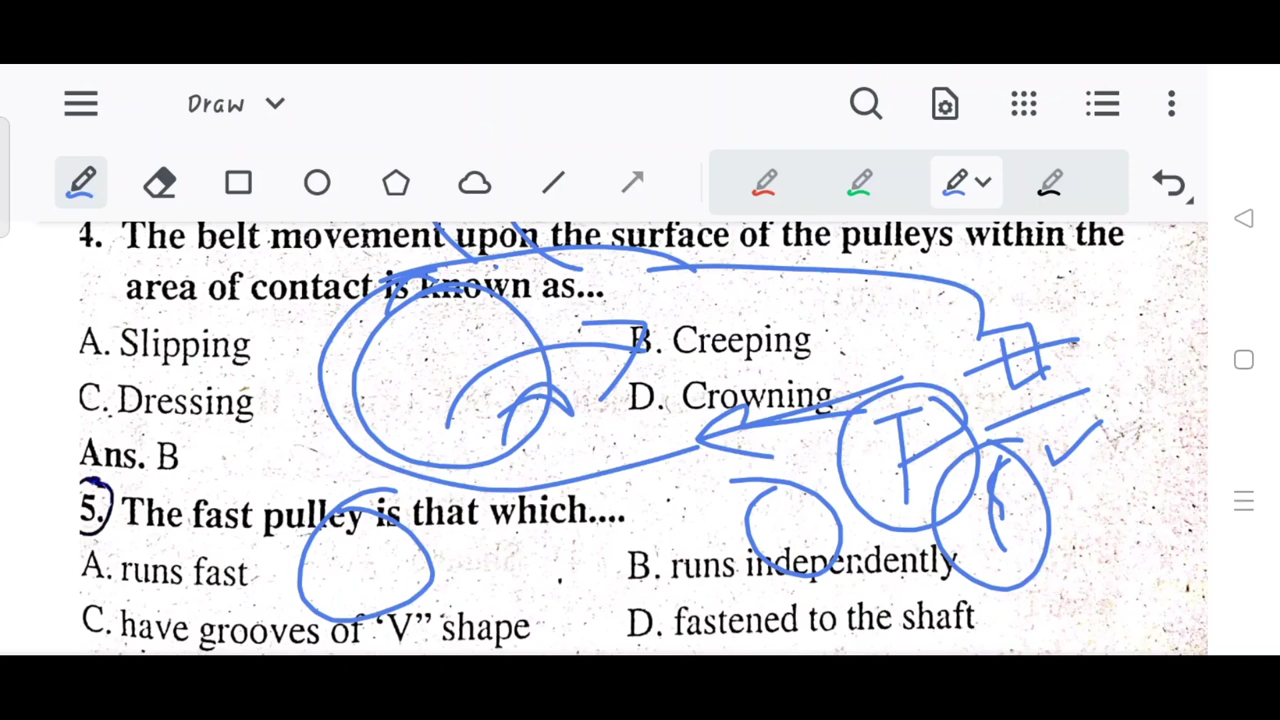 Draw
4. The belt movement upon the surface of the pulleys within the
area of contact is known as...
A. Slipping B. Creeping
C. Dressing D. Crowning
Ans. B
5. The fast pulley is that which....
A. runs fast B. runs independently
C. have grooves of "V" shape D. fastened to the shaft